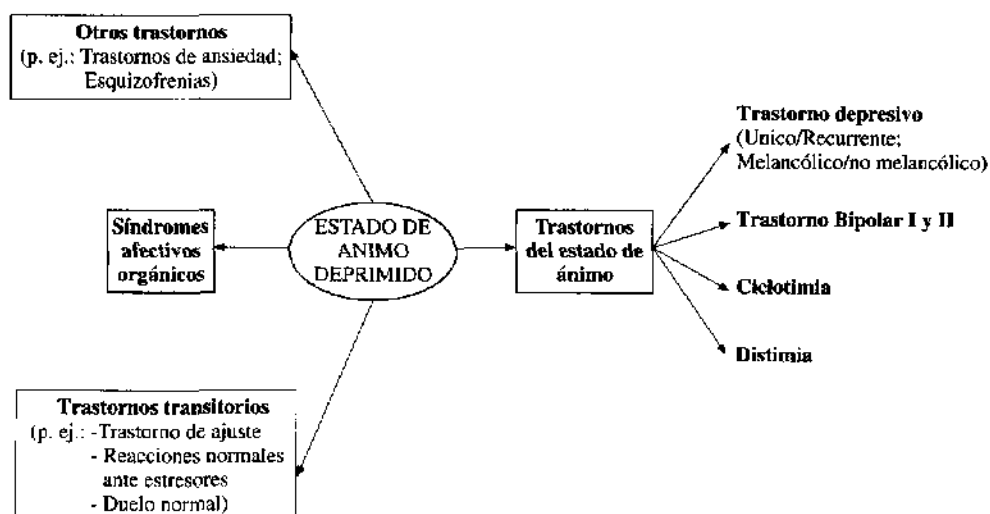 Otros trastornos
(p. ej.: Trastornos de ansiedad;
Esquizofrenias)
Trastorno depresivo
(Unico/Recurrente;
Melancólico/no melancólico)
Síndromes
afectivos
orgánicos
ESTADO DE
ANIMO
DEPRIMIDO
Trastornos
del estado de
ánimo
Trastorno Bipolar I y II
Ciclotimia
Distimia
Trastornos transitorios
(p. ej.: -Trastorno de ajuste
- Reacciones normales
ante estresores
- Duelo normal)